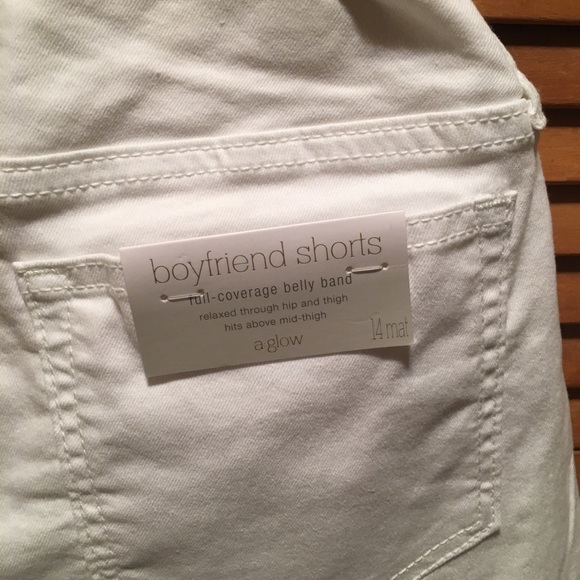 boyfriend shorts
full-coverage belly band
relaxed through hip and thigh
hits above mid-thigh
a glow
14 mat